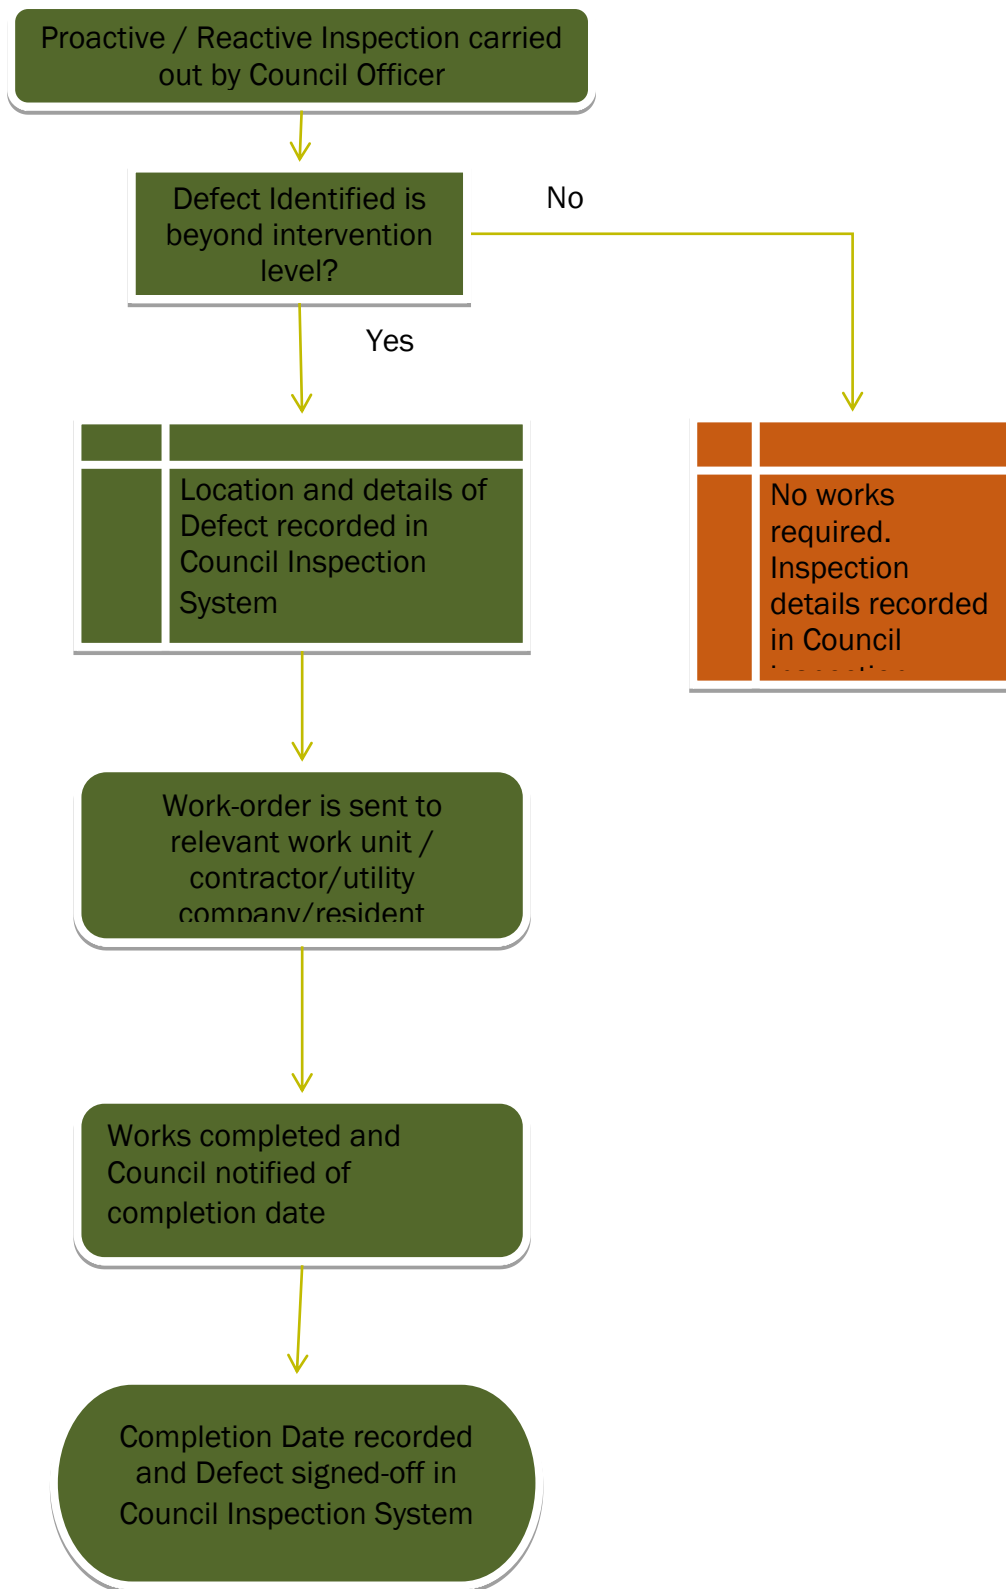 Proactive / Reactive Inspection carried
out by Council Officer
Defect Identified is
beyond intervention
level?
No
Yes
Location and details of
Defect recorded in
Council Inspection
System
No works
required.
Inspection
details recorded
in Council
Work-order is sent to
relevant work unit /
contractor/utility
company/resident
Works completed and
Council notified of
completion date
Completion Date recorded
and Defect signed-off in
Council Inspection System